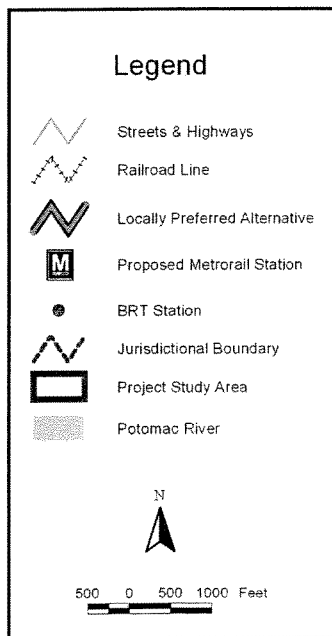 Legend
Streets & Highways
Railroad Line
Locally Preferred Alternative
M Proposed Metrorail Station
BRT Station
Jurisdictional Boundary
Project Study Area
Potomac River
N
500 0 500 1000 Feet